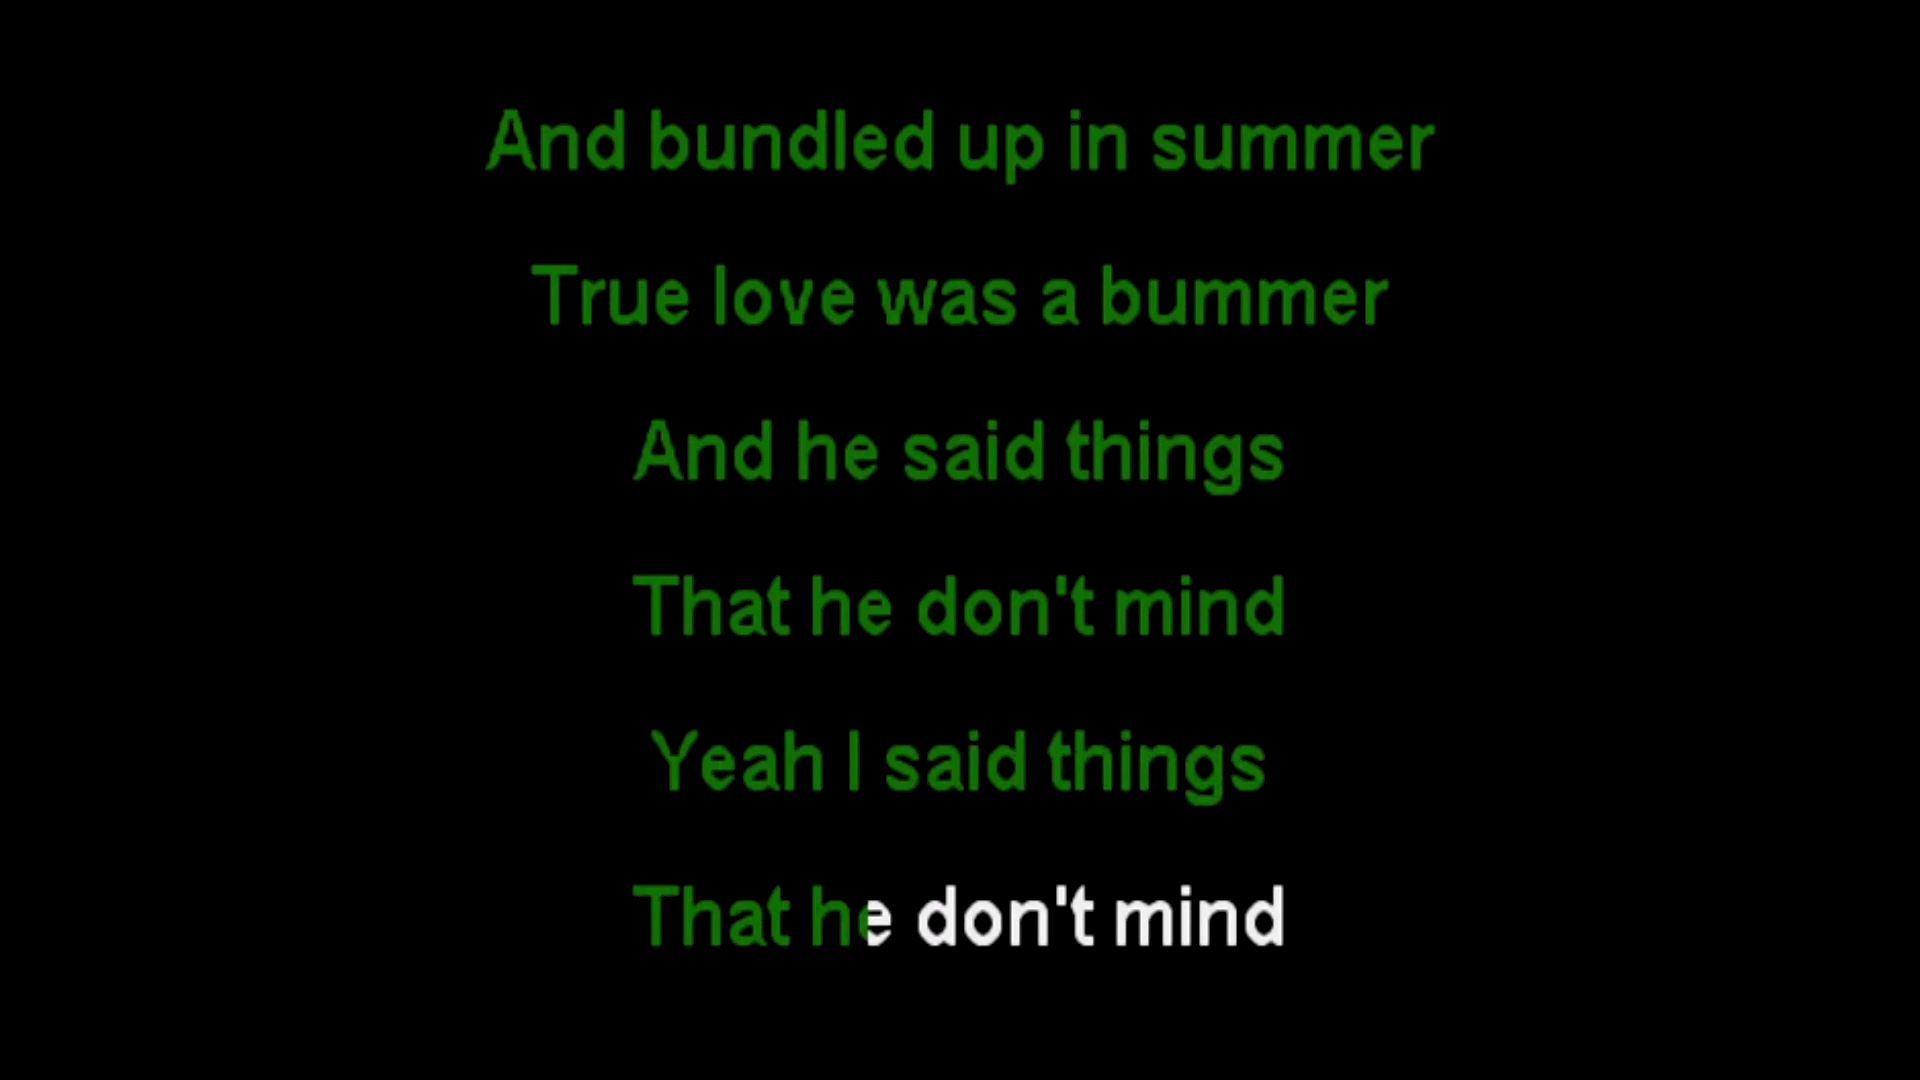 And bundled up in summer
True love was a bummer
And he said things
That he don't mind
Yeah I said things
That he don't mind